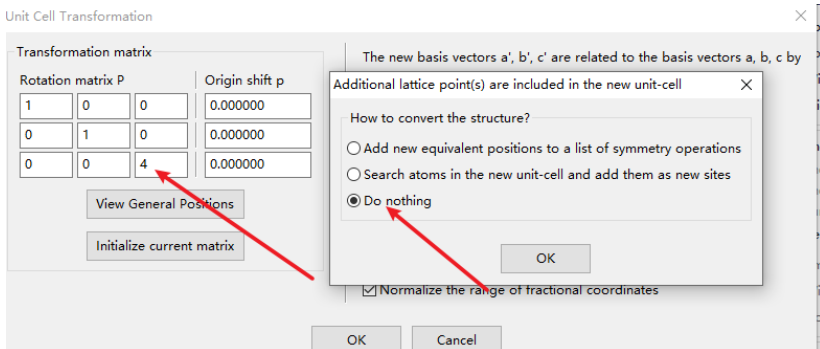 Unit Cell Transformation
Transformation matrix
Rotation matrix P
Origin shift p
1 0 0 0.000000
0 1 0 0.000000
0 0 4 0.000000
View General Positions
Initialize current matrix
The new basis vectors a', b', c' are related to the basis vectors a, b, c by
Additional lattice point(s) are included in the new unit-cell
How to convert the structure?
Add new equivalent positions to a list of symmetry operations
Search atoms in the new unit-cell and add them as new sites
Do nothing
OK
Normalize the range of fractional coordinates
OK Cancel